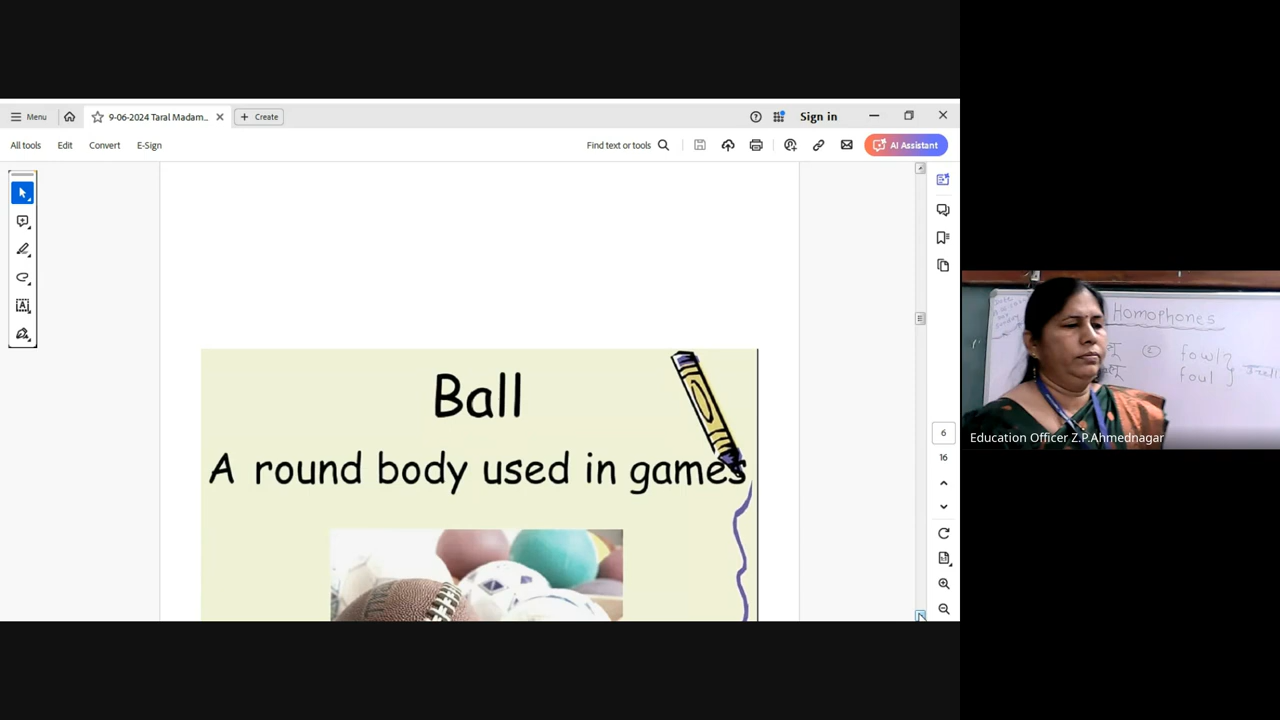 Menu
9-06-2024 Taral Madam...
Create
Sign in
All tools
Edit
Convert
E-Sign
Find text or tools
AI Assistant
Ball
A round body used in games
6
16
Homophones
fowl
foul
Education Officer Z.P.Ahmednagar